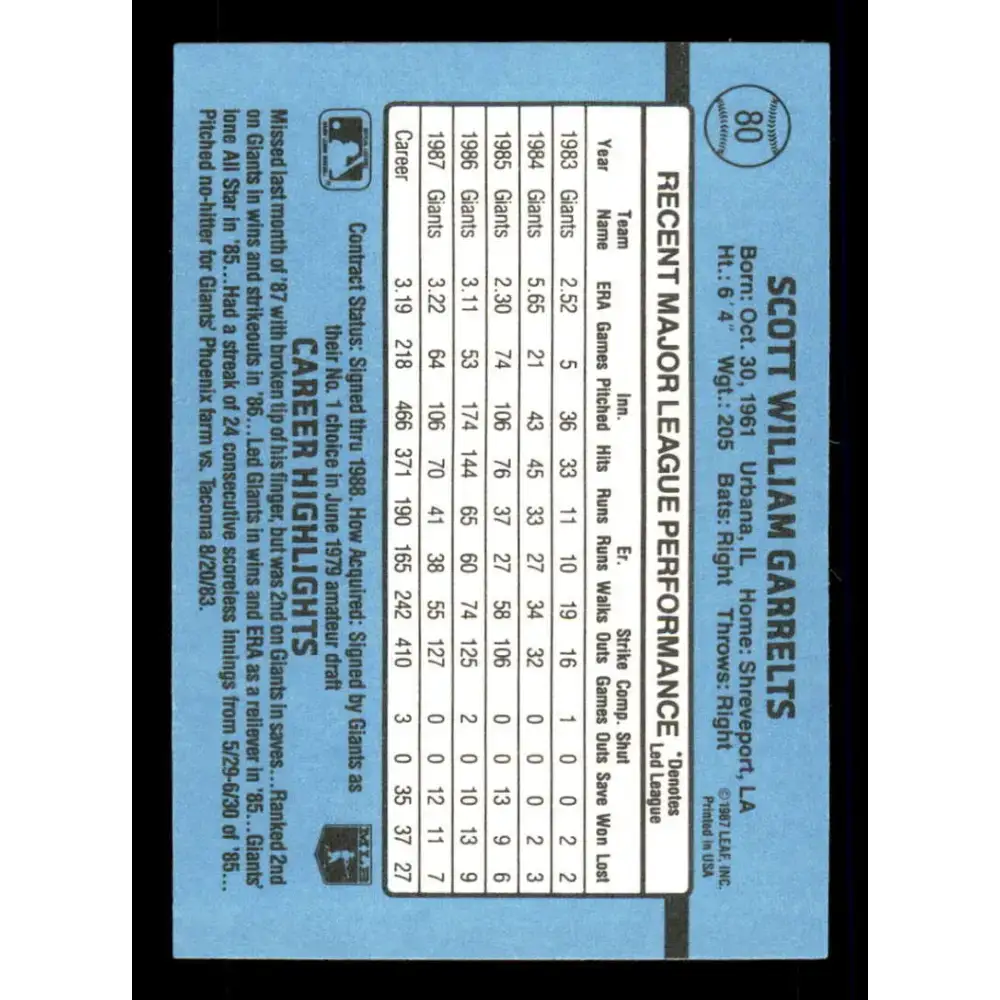 80
SCOTT WILLIAM GARRELTS
Born: Oct. 30, 1961 Urbana, IL Home: Shreveport, LA
Ht.: 6'4" Wgt.: 205 Bats: Right Throws: Right
©1987 LEAF, INC.
Printed in USA
RECENT MAJOR LEAGUE PERFORMANCE
*Denotes
Led League
Team Inn. Er. Strike Comp. Shut
Year Name ERA Games Pitched Hits Runs Runs Walks Outs Games Outs Save Won Lost
1983 Giants 2.52 5 36 33 11 10 19 16 1 0 0 2 2
1984 Giants 5.65 21 43 45 33 27 34 32 0 0 0 2 3
1985 Giants 2.30 74 106 76 37 27 58 106 0 0 13 9 6
1986 Giants 3.11 53 174 144 65 60 74 125 2 0 10 13 9
1987 Giants 3.22 64 106 70 41 38 55 127 0 0 12 11 7
Career 3.19 218 466 371 190 165 242 410 3 0 35 37 27
Contract Status: Signed thru 1988. How Acquired: Signed by Giants as
their No. 1 choice in June 1979 amateur draft
MLB
CAREER HIGHLIGHTS
Missed last month of '87 with broken tip of his finger, but was 2nd on Giants in saves...Ranked 2nd
on Giants in wins and strikeouts in '86...Led Giants in wins and ERA as a reliever in '85...Giants'
lone All Star in '85...Had a streak of 24 consecutive scoreless innings from 5/29-6/30 of '85...
Pitched no-hitter for Giants' Phoenix farm vs. Tacoma 8/20/83.